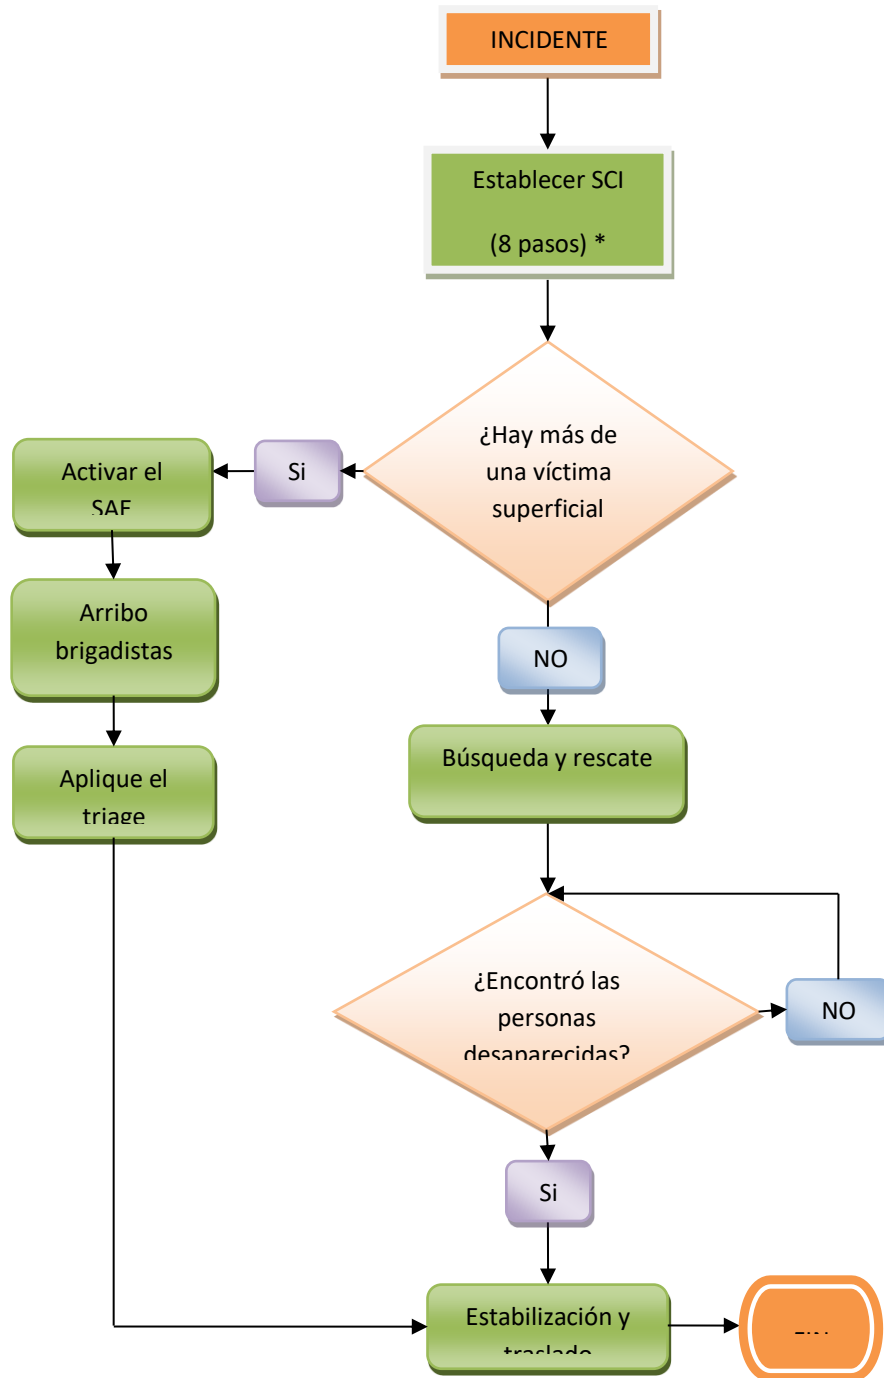 INCIDENTE
Establecer SCI
(8 pasos) *
¿Hay más de
una víctima
superficial
Si
Activar el
Arribo
brigadistas
NO
Búsqueda y rescate
Aplique el
triage
¿Encontró las
personas
desaparecidas?
NO
Si
Estabilización y
traslado